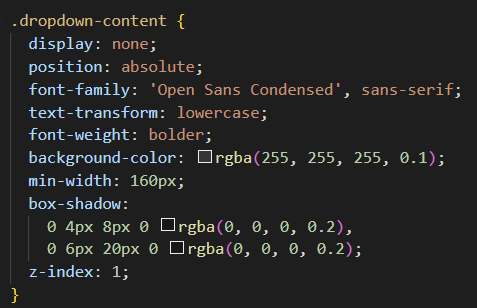 .dropdown-content {
  display: none;
  position: absolute;
  font-family: 'Open Sans Condensed', sans-serif;
  text-transform: lowercase;
  font-weight: bolder;
  background-color: rgba(255, 255, 255, 0.1);
  min-width: 160px;
  box-shadow:
    0 4px 8px 0 rgba(0, 0, 0, 0.2),
    0 6px 20px 0 rgba(0, 0, 0, 0.2);
  z-index: 1;
}